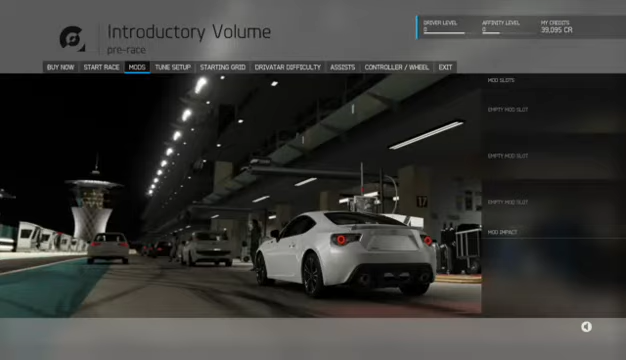 Introductory Volume
pre-race
DRIVER LEVEL
AFFINITY LEVEL
MY CREDITS
39,095 CR
BUY NOW
START RACE
MODS
TUNE SETUP
STARTING GRID
DRIVATAR DIFFICULTY
ASSISTS
CONTROLLER / WHEEL
EXIT
MOD SLOTS
EMPTY MOD SLOT
EMPTY MOD SLOT
EMPTY MOD SLOT
MOD IMPACT
17